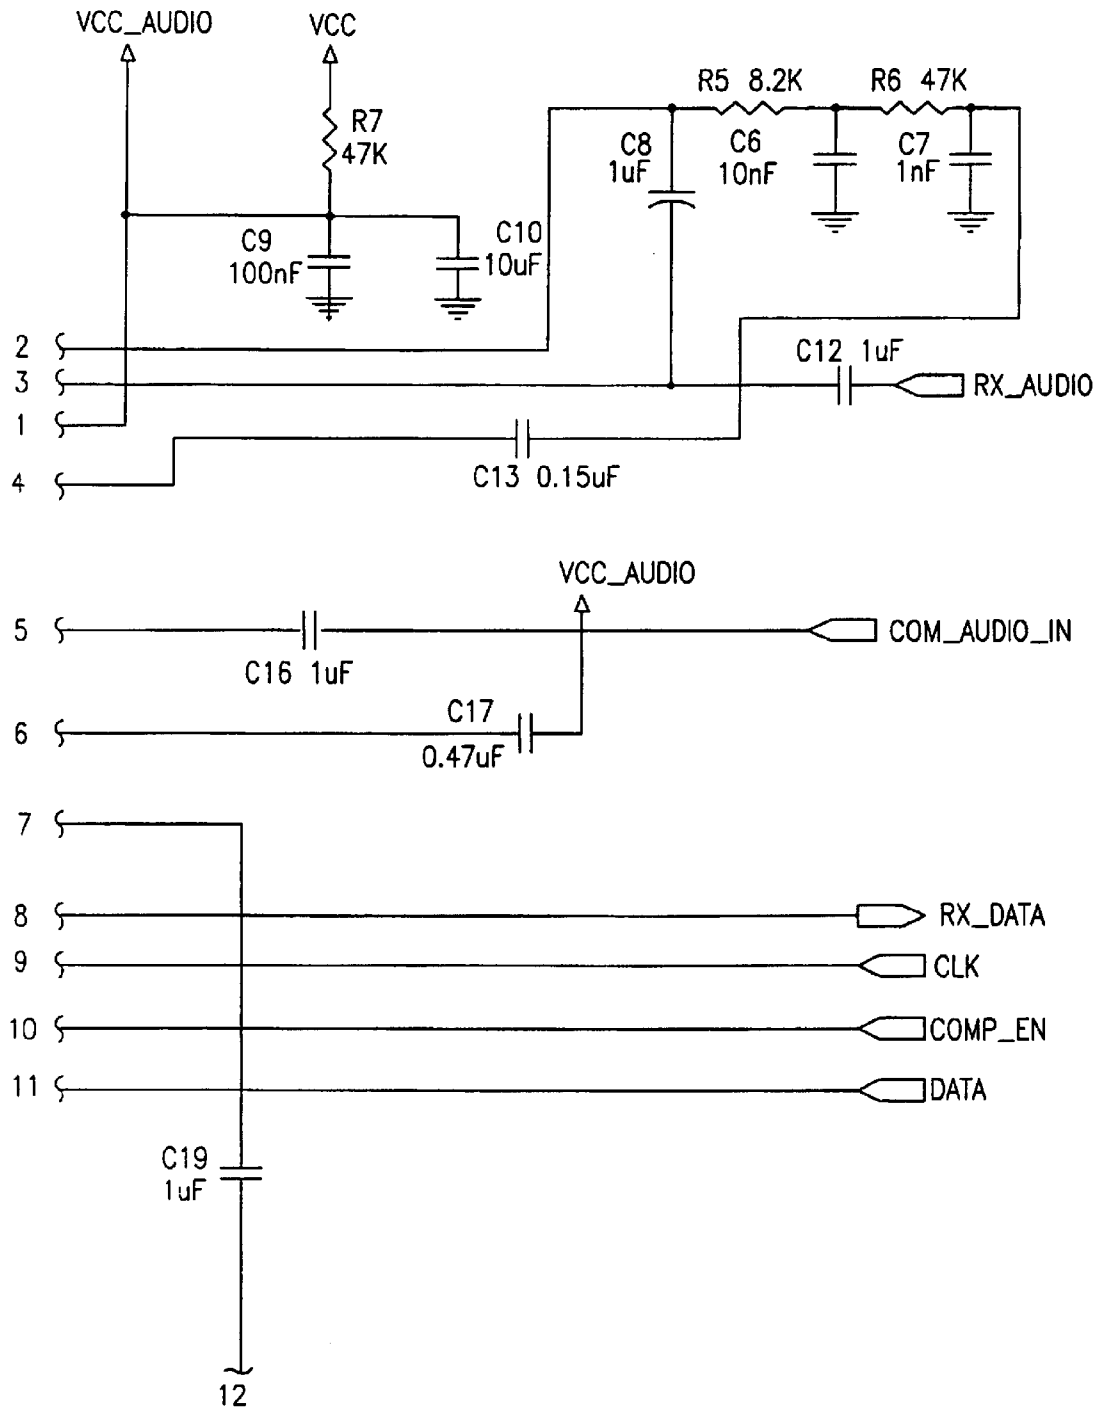 VCC_AUDIO
VCC
R7
47K
R5 8.2K
R6 47K
C8
1uF
C6
10nF
C7
1nF
C9
100nF
C10
10uF
2
C12 1uF
3
RX_AUDIO
1
4
C13 0.15uF
VCC_AUDIO
5
COM_AUDIO_IN
C16 1uF
6
C17
0.47uF
7
8
RX_DATA
9
CLK
10
COMP_EN
11
DATA
C19
1uF
12